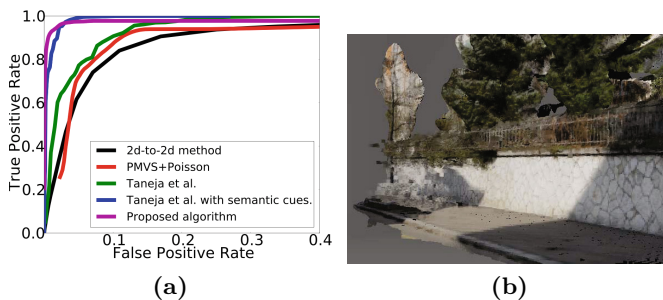 1.0
0.8
0.6
0.4
0.2
0.0
True Positive Rate
2d-to-2d method
PMVS+Poisson
Taneja et al.
Taneja et al. with semantic cues.
Proposed algorithm
0.1 0.2 0.3 0.4
False Positive Rate
(a) (b)